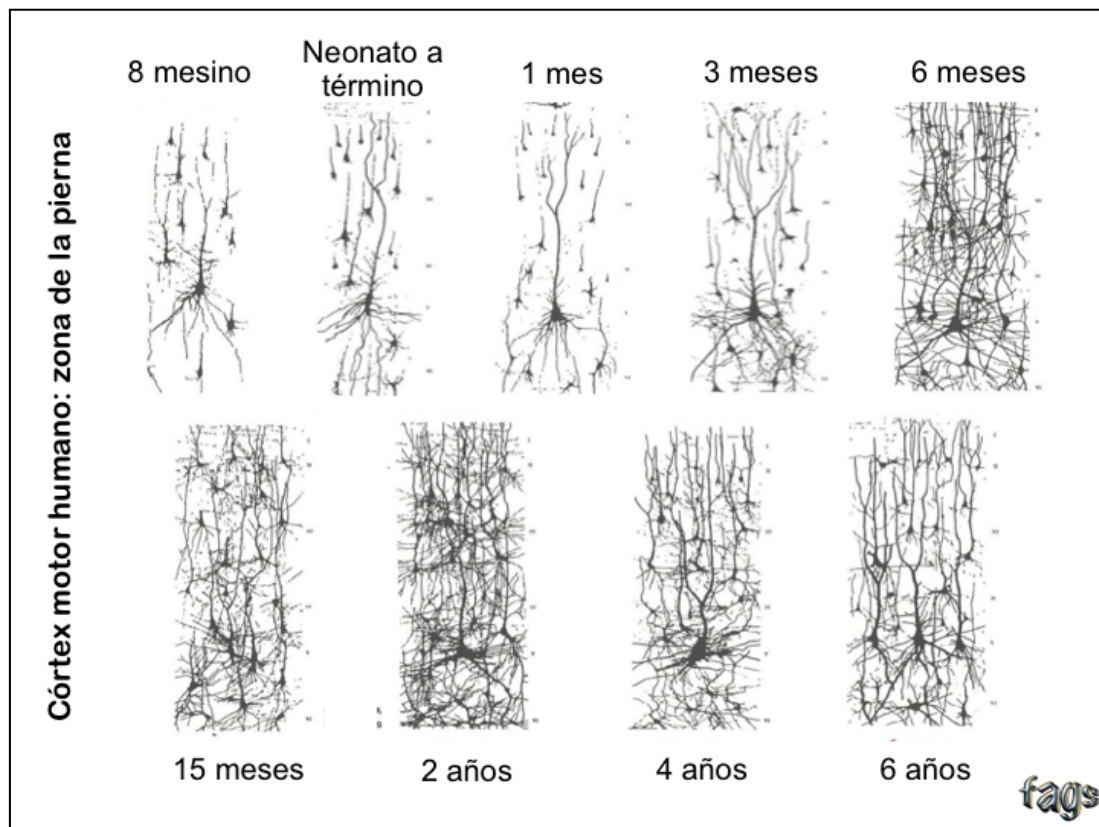 Córtex motor humano: zona de la pierna
8 mesino
Neonato a
término
1 mes
3 meses
6 meses
15 meses
2 años
4 años
6 años
fags